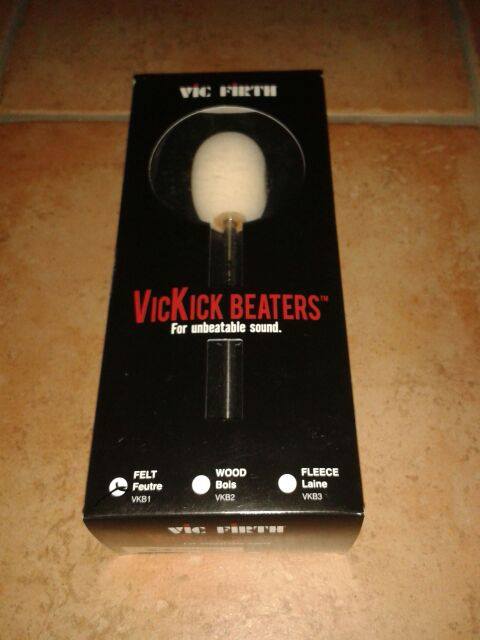 VIC FIRTH
VICKICK BEATERS™
For unbeatable sound.
FELT
Feutre
VKB1
WOOD
Bois
VKB2
FLEECE
Laine
VKB3
VIC FIRTH